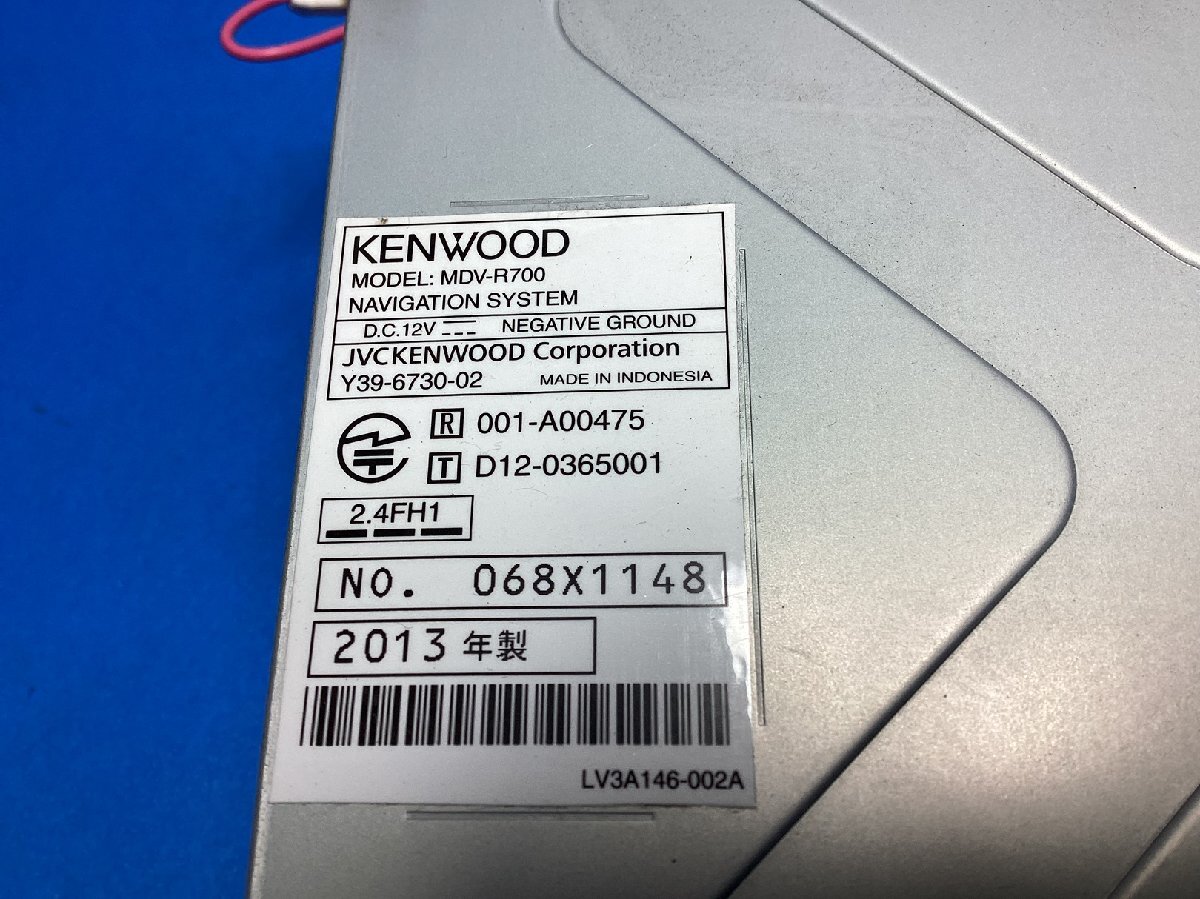 KENWOOD
MODEL: MDV-R700
NAVIGATION SYSTEM
D.C.12V NEGATIVE GROUND
JVCKENWOOD Corporation
Y39-6730-02 MADE IN INDONESIA
R 001-A00475
T D12-0365001
2.4FH1
NO. 068X1148
2013 年製
LV3A146-002A